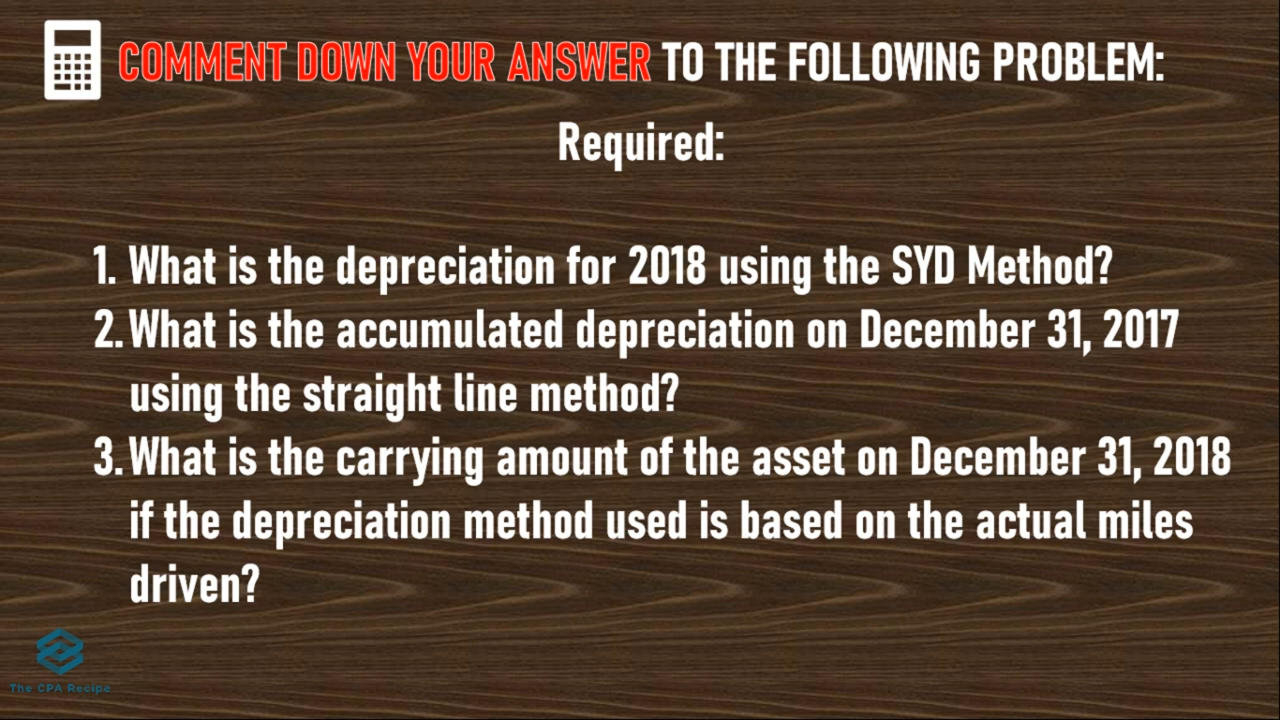 COMMENT DOWN YOUR ANSWER TO THE FOLLOWING PROBLEM:
Required:
1. What is the depreciation for 2018 using the SYD Method?
2. What is the accumulated depreciation on December 31, 2017
using the straight line method?
3. What is the carrying amount of the asset on December 31, 2018
if the depreciation method used is based on the actual miles
driven?
The CPA Recipe